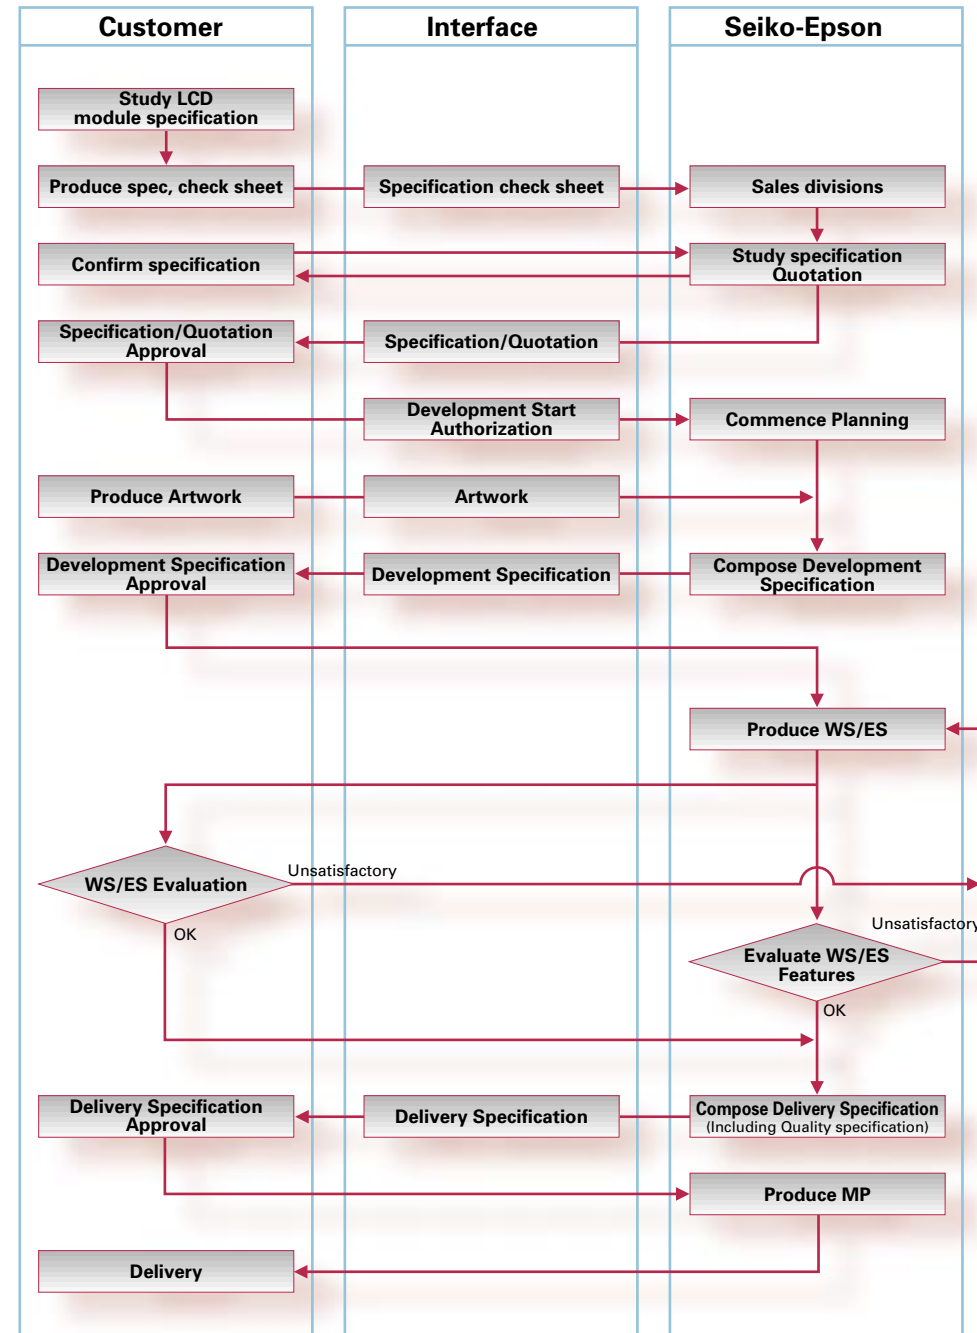 Customer
Interface
Seiko-Epson
Study LCD
module specification
Produce spec, check sheet
Specification check sheet
Sales divisions
Confirm specification
Study specification
Quotation
Specification/Quotation
Approval
Specification/Quotation
Development Start
Authorization
Commence Planning
Produce Artwork
Artwork
Development Specification
Approval
Development Specification
Compose Development
Specification
Produce WS/ES
WS/ES Evaluation
Unsatisfactory
OK
Unsatisfactory
Evaluate WS/ES
Features
OK
Delivery Specification
Approval
Delivery Specification
Compose Delivery Specification
(Including Quality specification)
Produce MP
Delivery